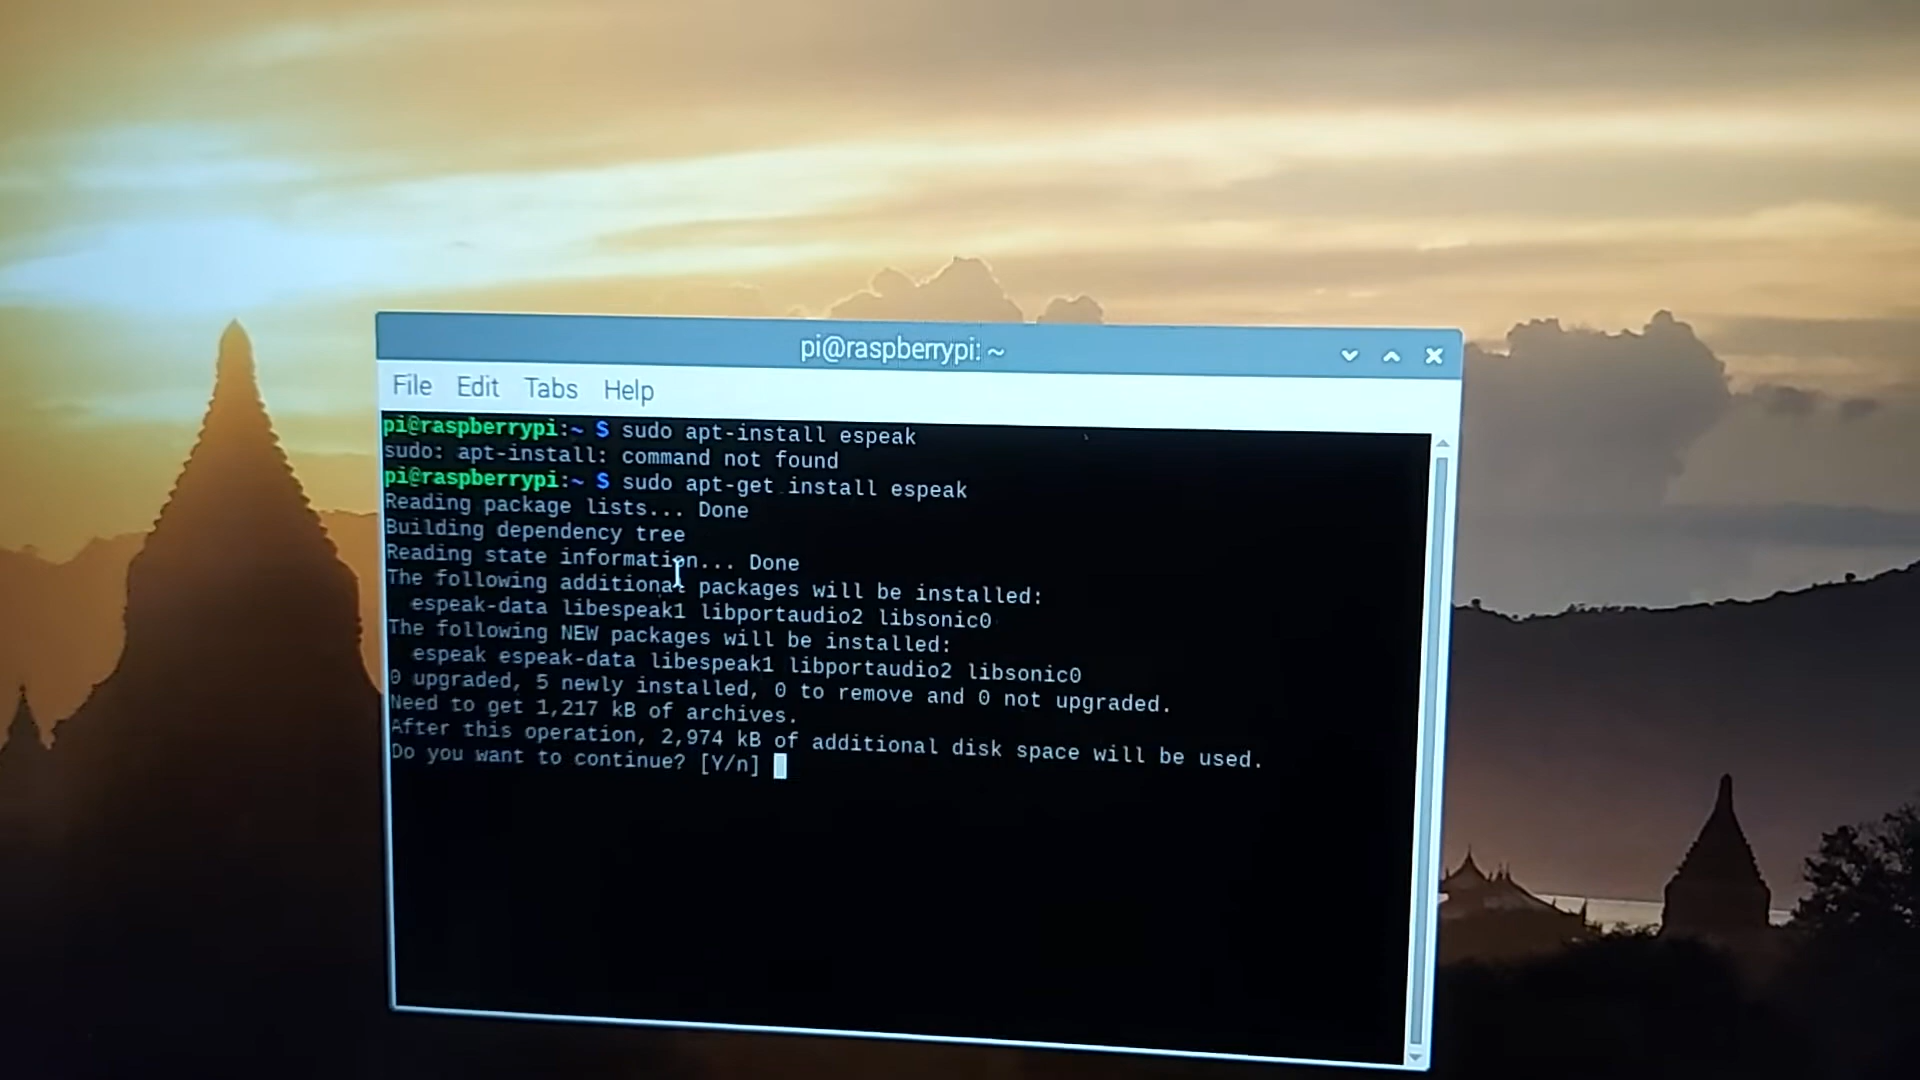 pi@raspberrypi: ~
File Edit Tabs Help
pi@raspberrypi:~ $ sudo apt-install espeak
sudo: apt-install: command not found
pi@raspberrypi:~ $ sudo apt-get install espeak
Reading package lists... Done
Building dependency tree
Reading state information... Done
The following additional packages will be installed:
espeak-data libespeak1 libportaudio2 libsonic0
The following NEW packages will be installed:
espeak espeak-data libespeak1 libportaudio2 libsonic0
0 upgraded, 5 newly installed, 0 to remove and 0 not upgraded.
Need to get 1,217 kB of archives.
After this operation, 2,974 kB of additional disk space will be used.
Do you want to continue? [Y/n]